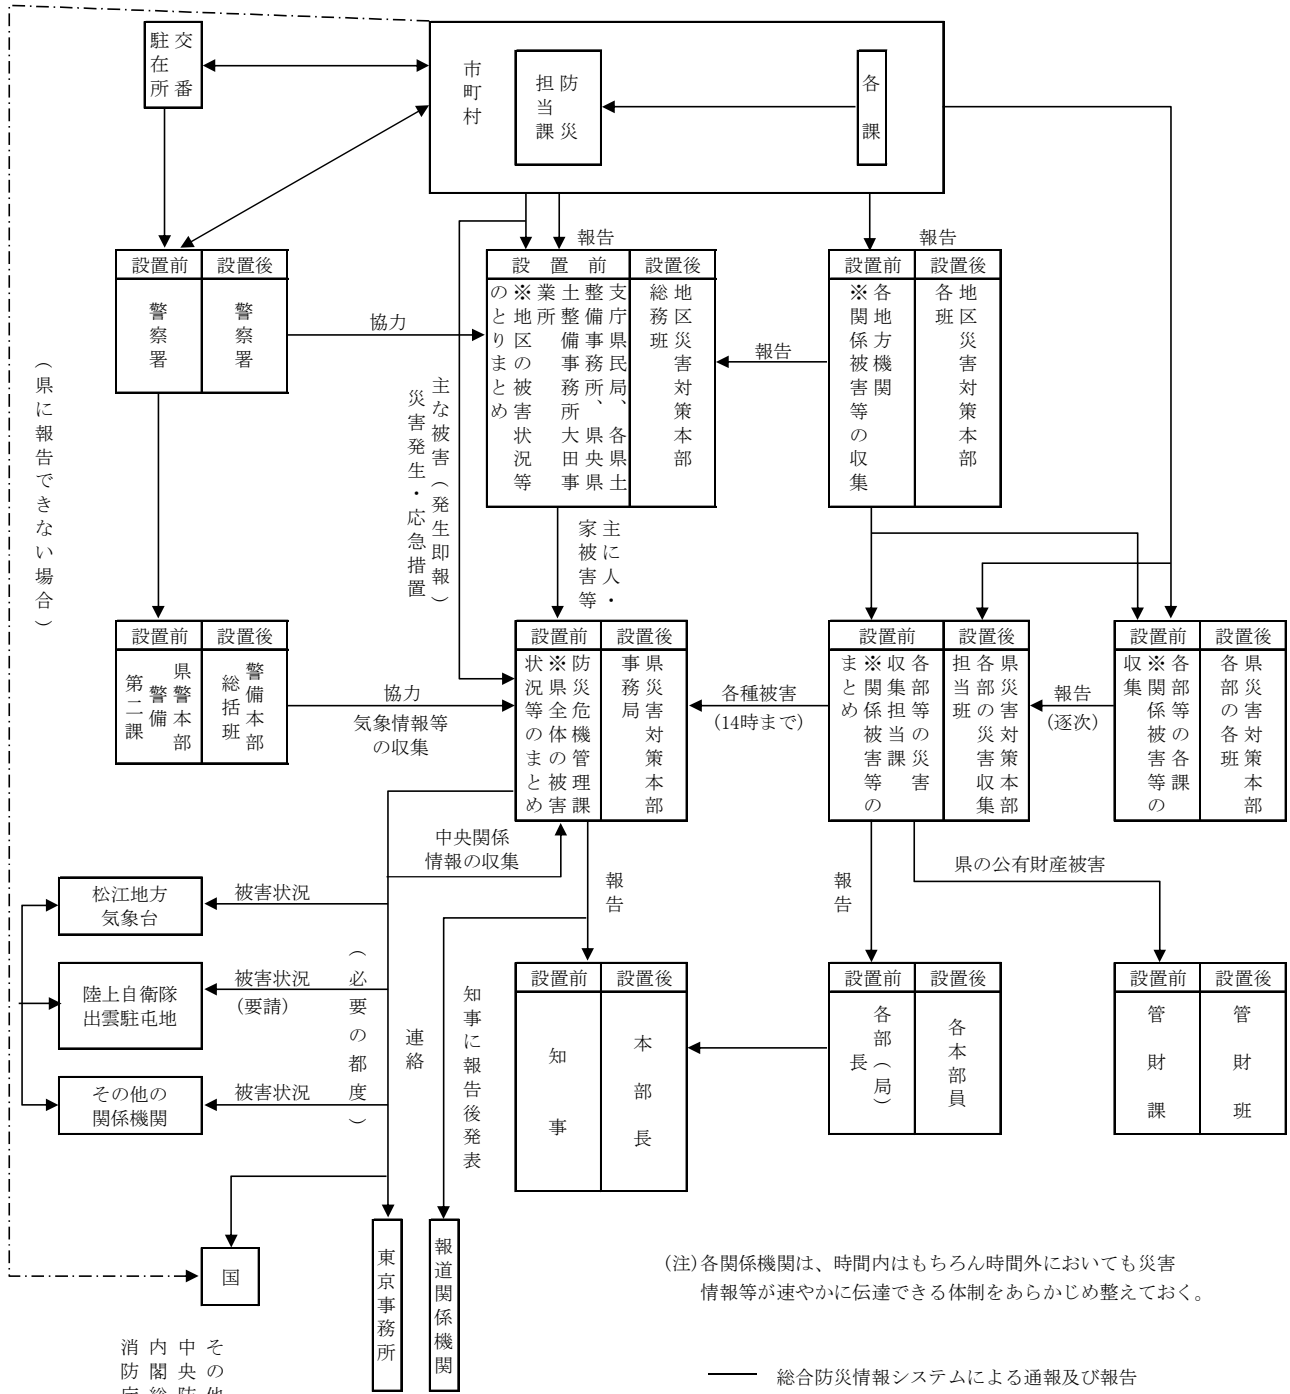 交番
駐在所
市町村
防災
担当課
各課
報告
報告
設置前
設置後
警察署
警察署
協力
設置前
設置後
支庁県民局、各県土
整備事務所、県央県
土整備事務所大田事
業所
※地区の被害状況等
のとりまとめ
地区災害対策本部
総務班
報告
設置前
設置後
各地方機関
※関係被害等の収集
地区災害対策本部
各班
(県に報告できない場合)
主な被害(発生即報)
災害発生・応急措置
主に人・
家被害等
設置前
設置後
県警本部
警備
第二課
警備本部
総括班
協力
気象情報等
の収集
設置前
設置後
防災危機管理課
※県全体の被害
状況等のまとめ
県災害対策本部
事務局
各種被害
(14時まで)
設置前
設置後
各部等の災害
収集担当課
※関係被害等の
まとめ
県災害対策本部
各部の災害収集
担当班
報告
(逐次)
設置前
設置後
各部等の各課
※関係被害等の
収集
県災害対策本部
各部の各班
中央関係
情報の収集
報告
報告
県の公有財産被害
松江地方
気象台
被害状況
陸上自衛隊
出雲駐屯地
被害状況
(要請)
その他の
関係機関
被害状況
(必要の都度)
連絡
知事に報告後発表
設置前
設置後
知事
本部長
設置前
設置後
各部(局)
長
各本部員
設置前
設置後
管財課
管財班
国
東京事務所
報道関係機関
(注)各関係機関は、時間内はもちろん時間外においても災害
情報等が速やかに伝達できる体制をあらかじめ整えておく。
その他
中央防
内閣総
消防庁
総合防災情報システムによる通報及び報告